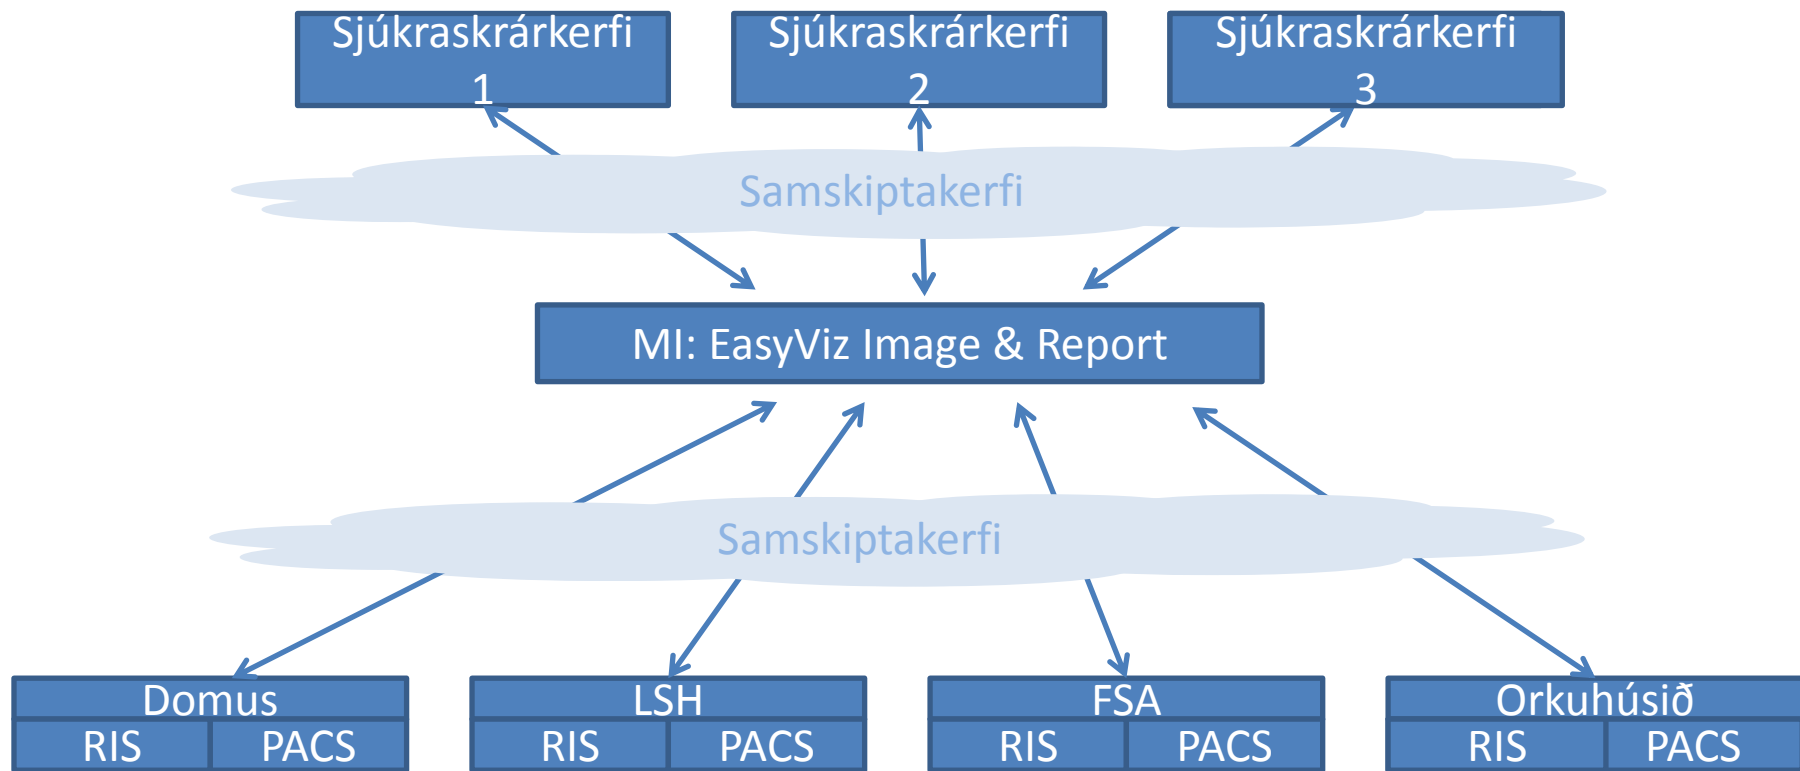 Sjúkraskrárkerfi
1
Sjúkraskrárkerfi
2
Sjúkraskrárkerfi
3
Samskiptakerfi
MI: EasyViz Image & Report
Samskiptakerfi
Domus
RIS PACS
LSH
RIS PACS
FSA
RIS PACS
Orkuhúsið
RIS PACS